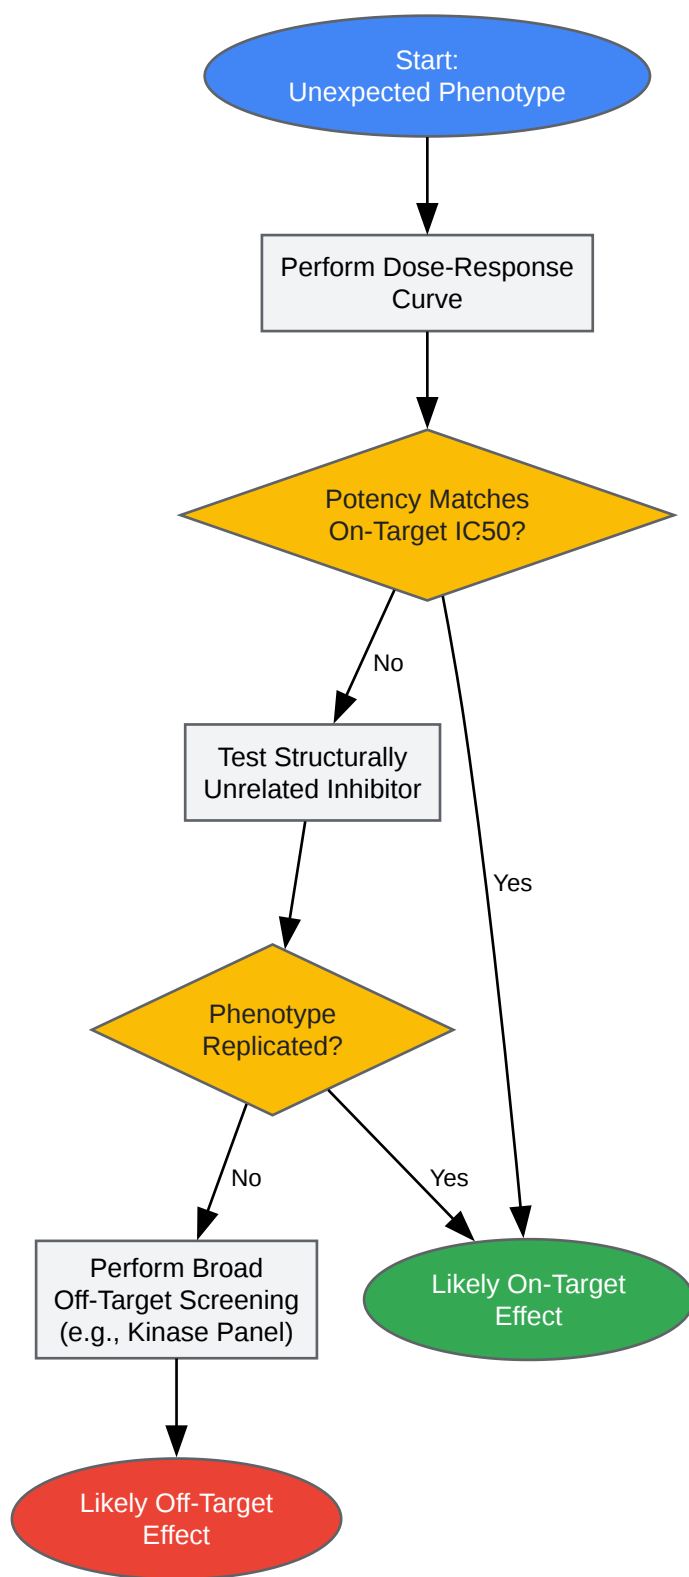 Start:
Unexpected Phenotype
Perform Dose-Response
Curve
Potency Matches
On-Target IC50?
No
Test Structurally
Unrelated Inhibitor
Yes
Phenotype
Replicated?
No
Yes
Perform Broad
Off-Target Screening
(e.g., Kinase Panel)
Likely On-Target
Effect
Likely Off-Target
Effect